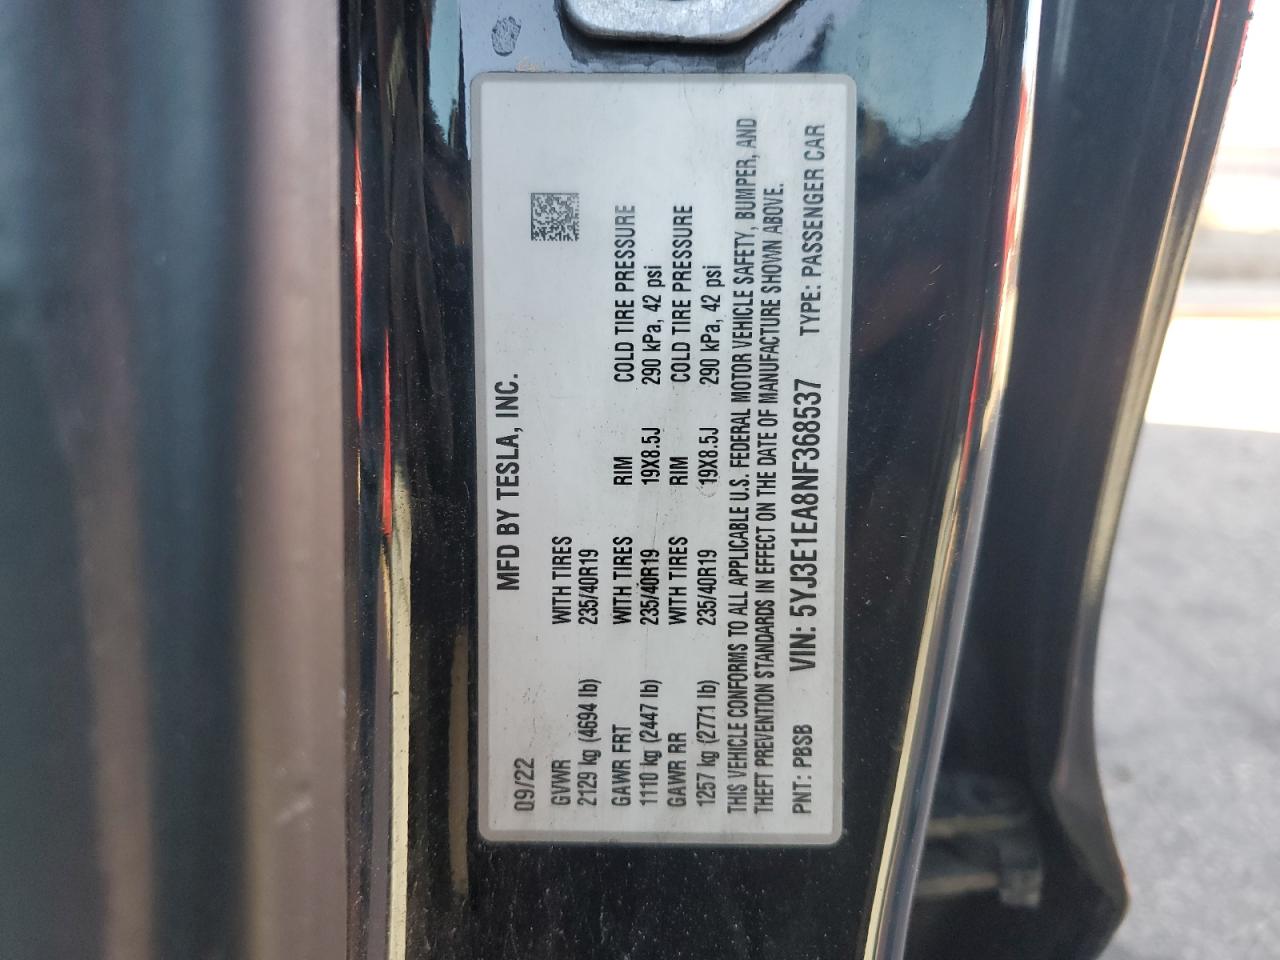 09/22 MFD BY TESLA, INC.
GVWR WITH TIRES
2129 kg (4694 lb) 235/40R19
GAWR FRT WITH TIRES RIM COLD TIRE PRESSURE
1110 kg (2447 lb) 235/40R19 19X8.5J 290 kPa, 42 psi
GAWR RR WITH TIRES RIM COLD TIRE PRESSURE
1257 kg (2771 lb) 235/40R19 19X8.5J 290 kPa, 42 psi
THIS VEHICLE CONFORMS TO ALL APPLICABLE U.S. FEDERAL MOTOR VEHICLE SAFETY, BUMPER, AND
THEFT PREVENTION STANDARDS IN EFFECT ON THE DATE OF MANUFACTURE SHOWN ABOVE.
PNT: PBSB VIN: 5YJ3E1EA8NF368537 TYPE: PASSENGER CAR